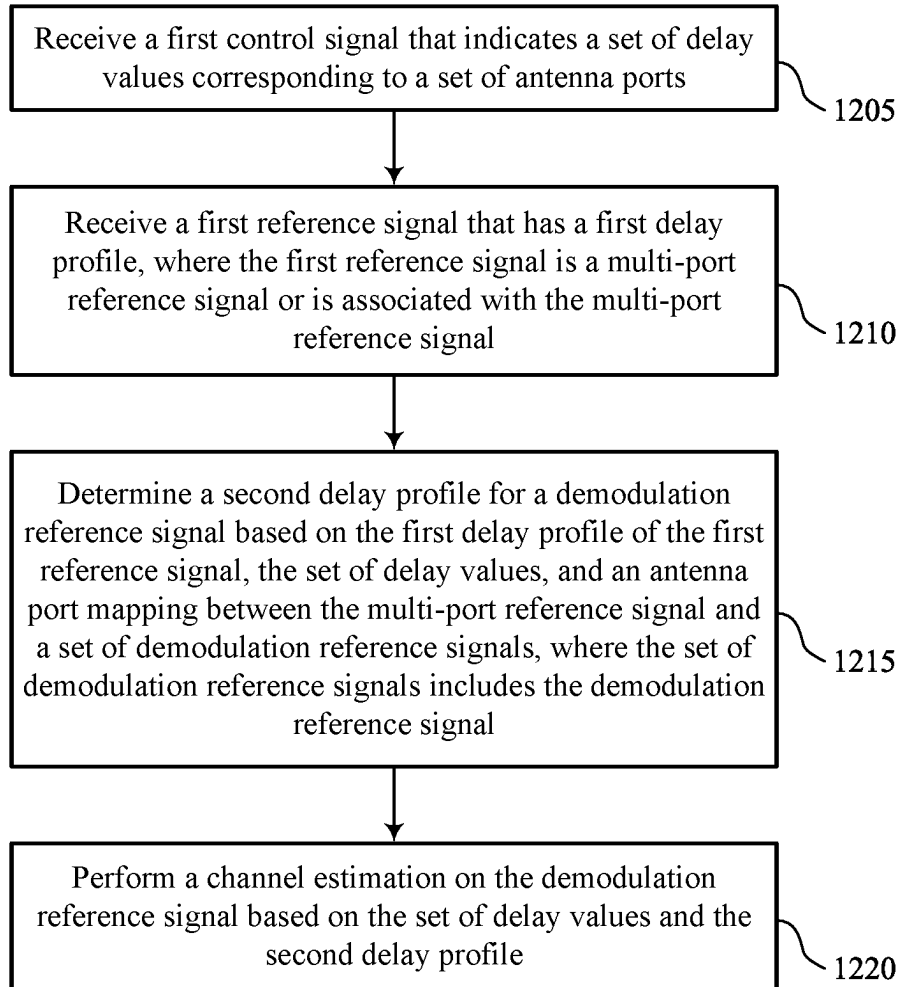 Receive a first control signal that indicates a set of delay
values corresponding to a set of antenna ports
1205
Receive a first reference signal that has a first delay
profile, where the first reference signal is a multi-port
reference signal or is associated with the multi-port
reference signal
1210
Determine a second delay profile for a demodulation
reference signal based on the first delay profile of the first
reference signal, the set of delay values, and an antenna
port mapping between the multi-port reference signal and
a set of demodulation reference signals, where the set of
demodulation reference signals includes the demodulation
reference signal
1215
Perform a channel estimation on the demodulation
reference signal based on the set of delay values and the
second delay profile
1220